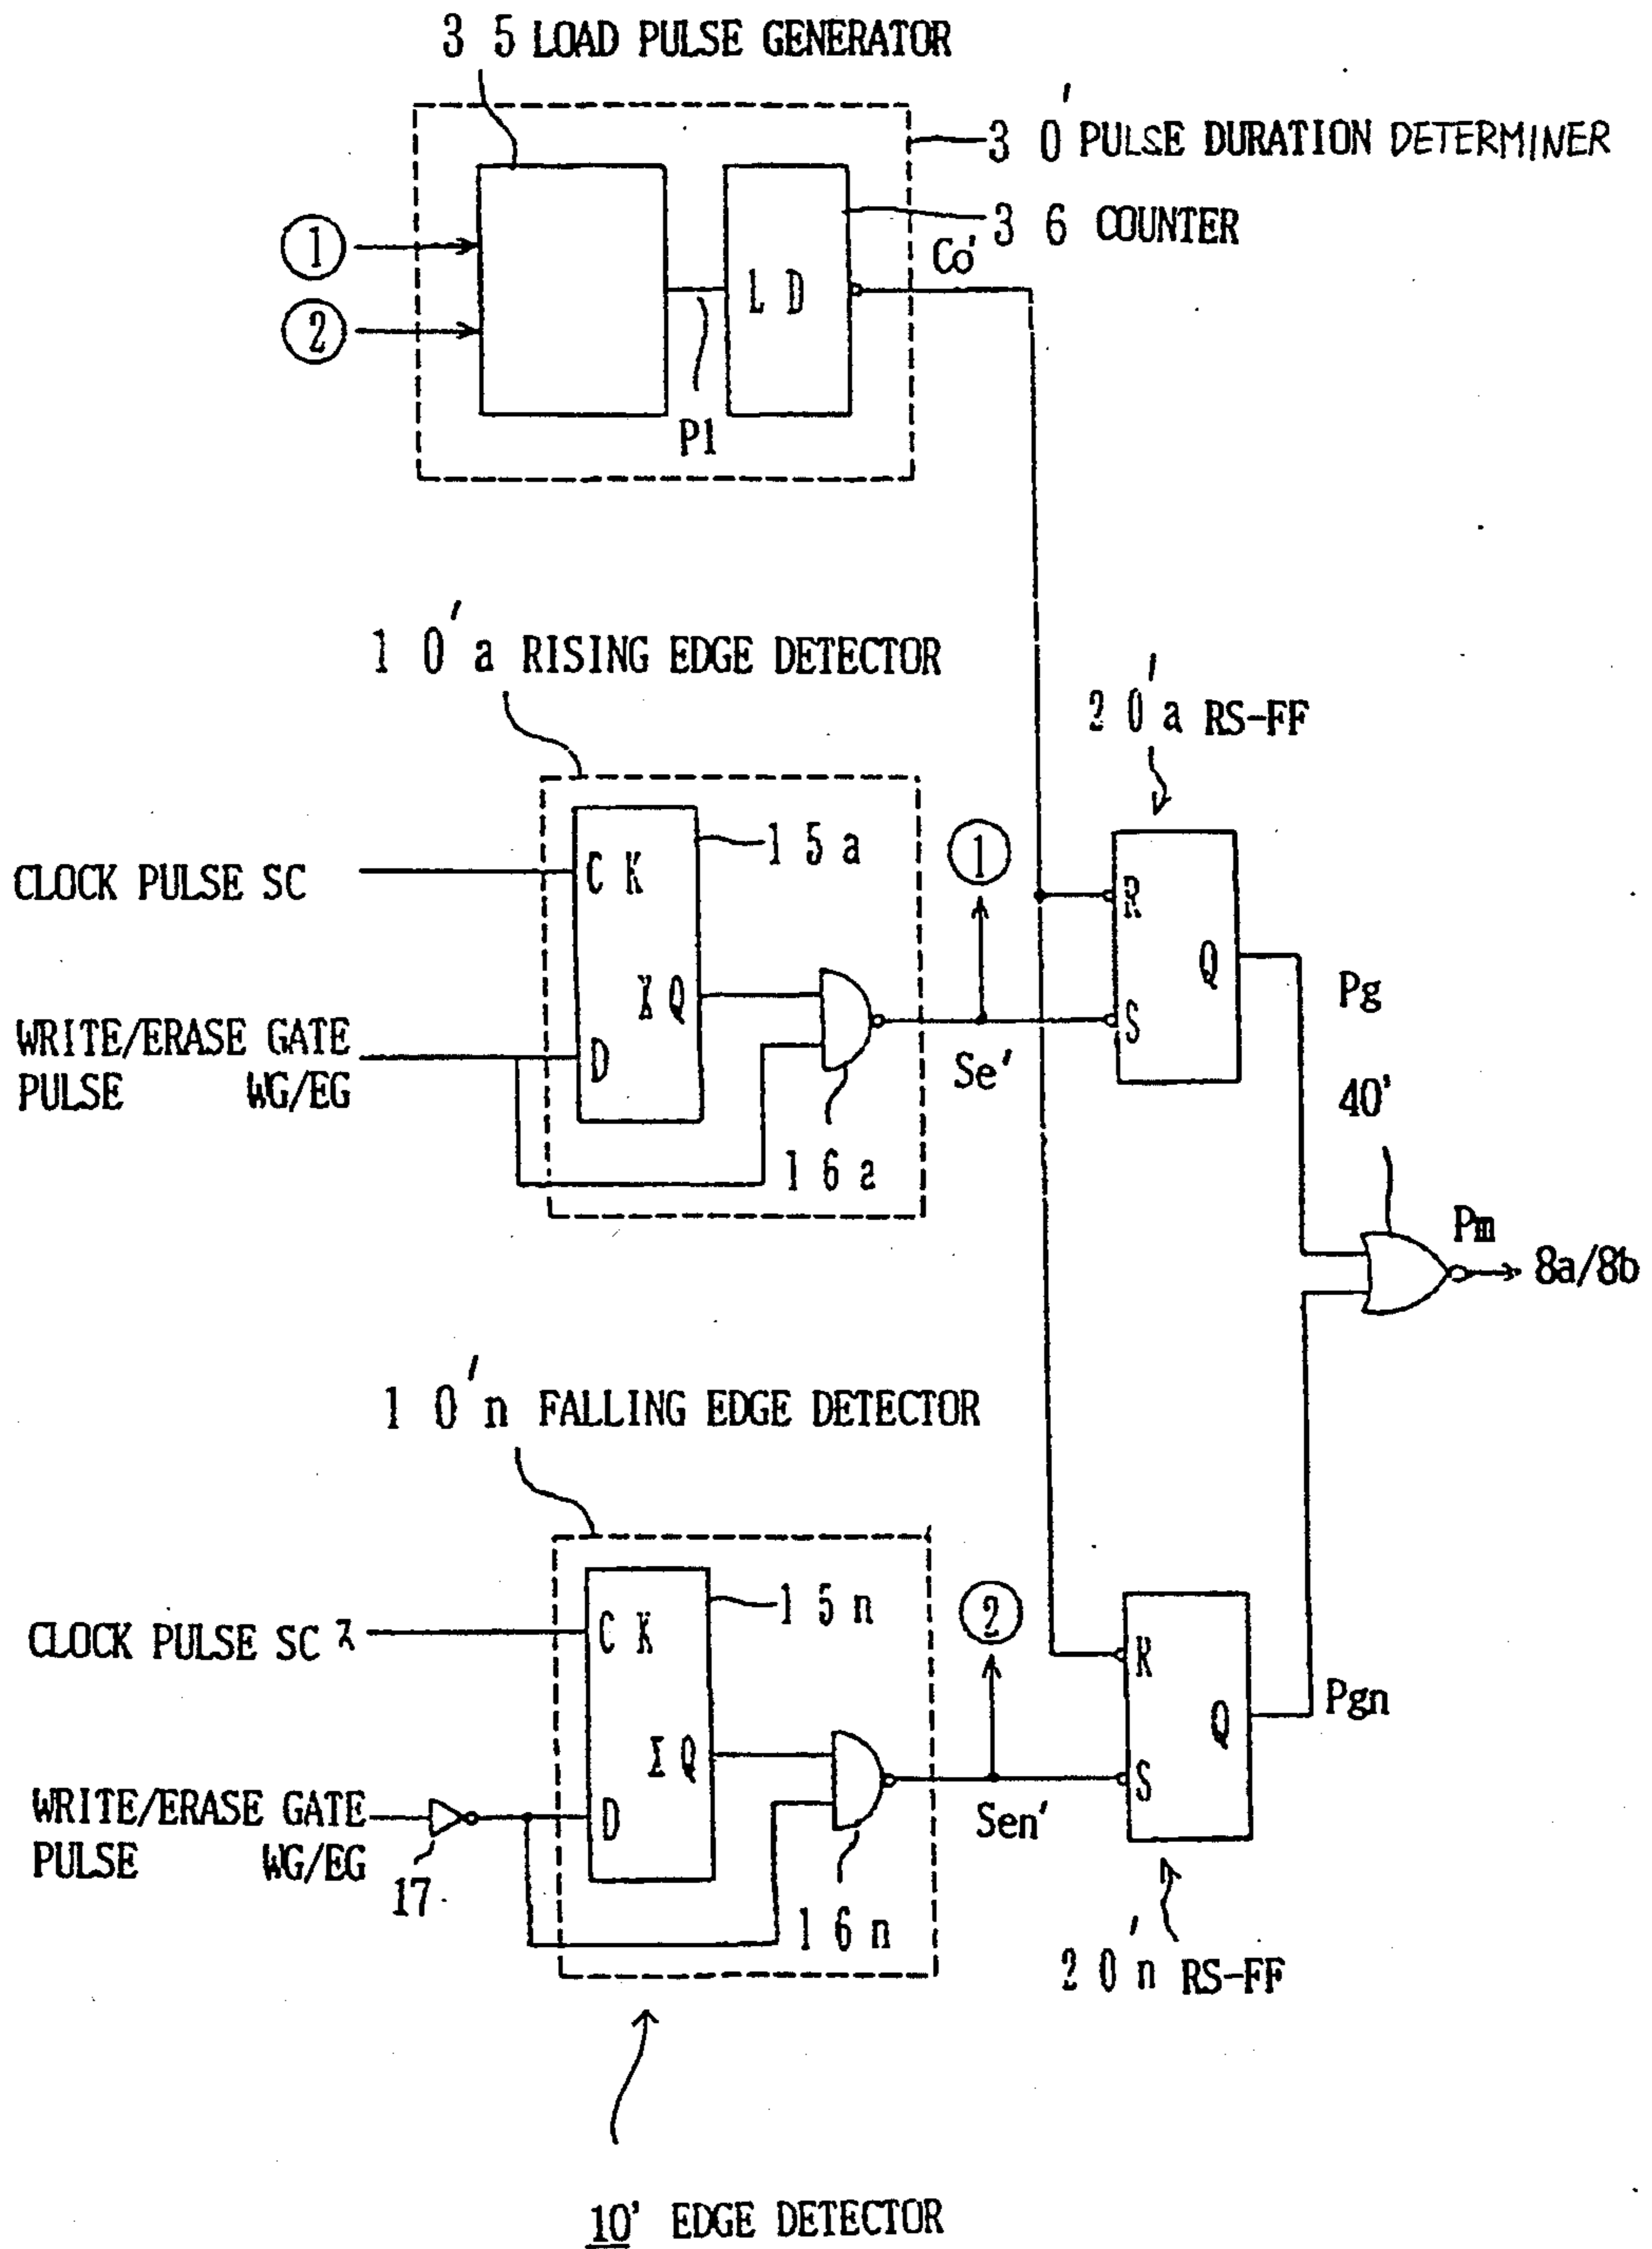 3 5 LOAD PULSE GENERATOR
3 0' PULSE DURATION DETERMINER
3 6 COUNTER
Co'
①
②
L D
P1
1 0'a RISING EDGE DETECTOR
2 0'a RS-FF
1 5 a
①
CLOCK PULSE SC
C K
R
X Q
Q
Pg
WRITE/ERASE GATE
PULSE WG/EG
D
S
Se'
40'
1 6 a
Pm
8a/8b
1 0'n FALLING EDGE DETECTOR
1 5 n
②
CLOCK PULSE SC
C K
R
X Q
Q
Pgn
WRITE/ERASE GATE
PULSE WG/EG
D
S
Sen'
17
1 6 n
2 0'n RS-FF
10' EDGE DETECTOR